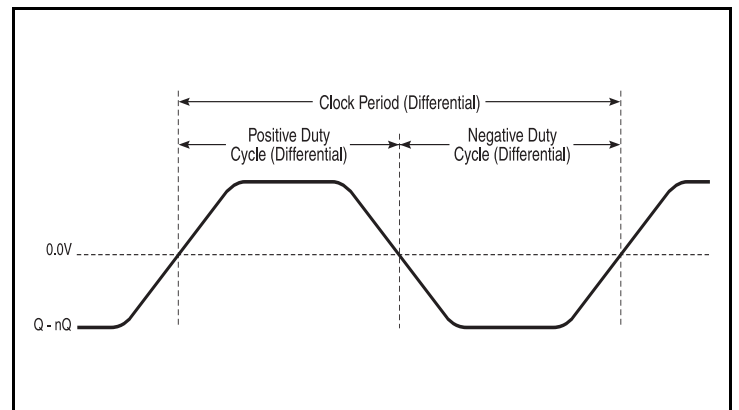 Clock Period (Differential)
Positive Duty
Cycle (Differential)
Negative Duty
Cycle (Differential)
0.0V
Q - nQ